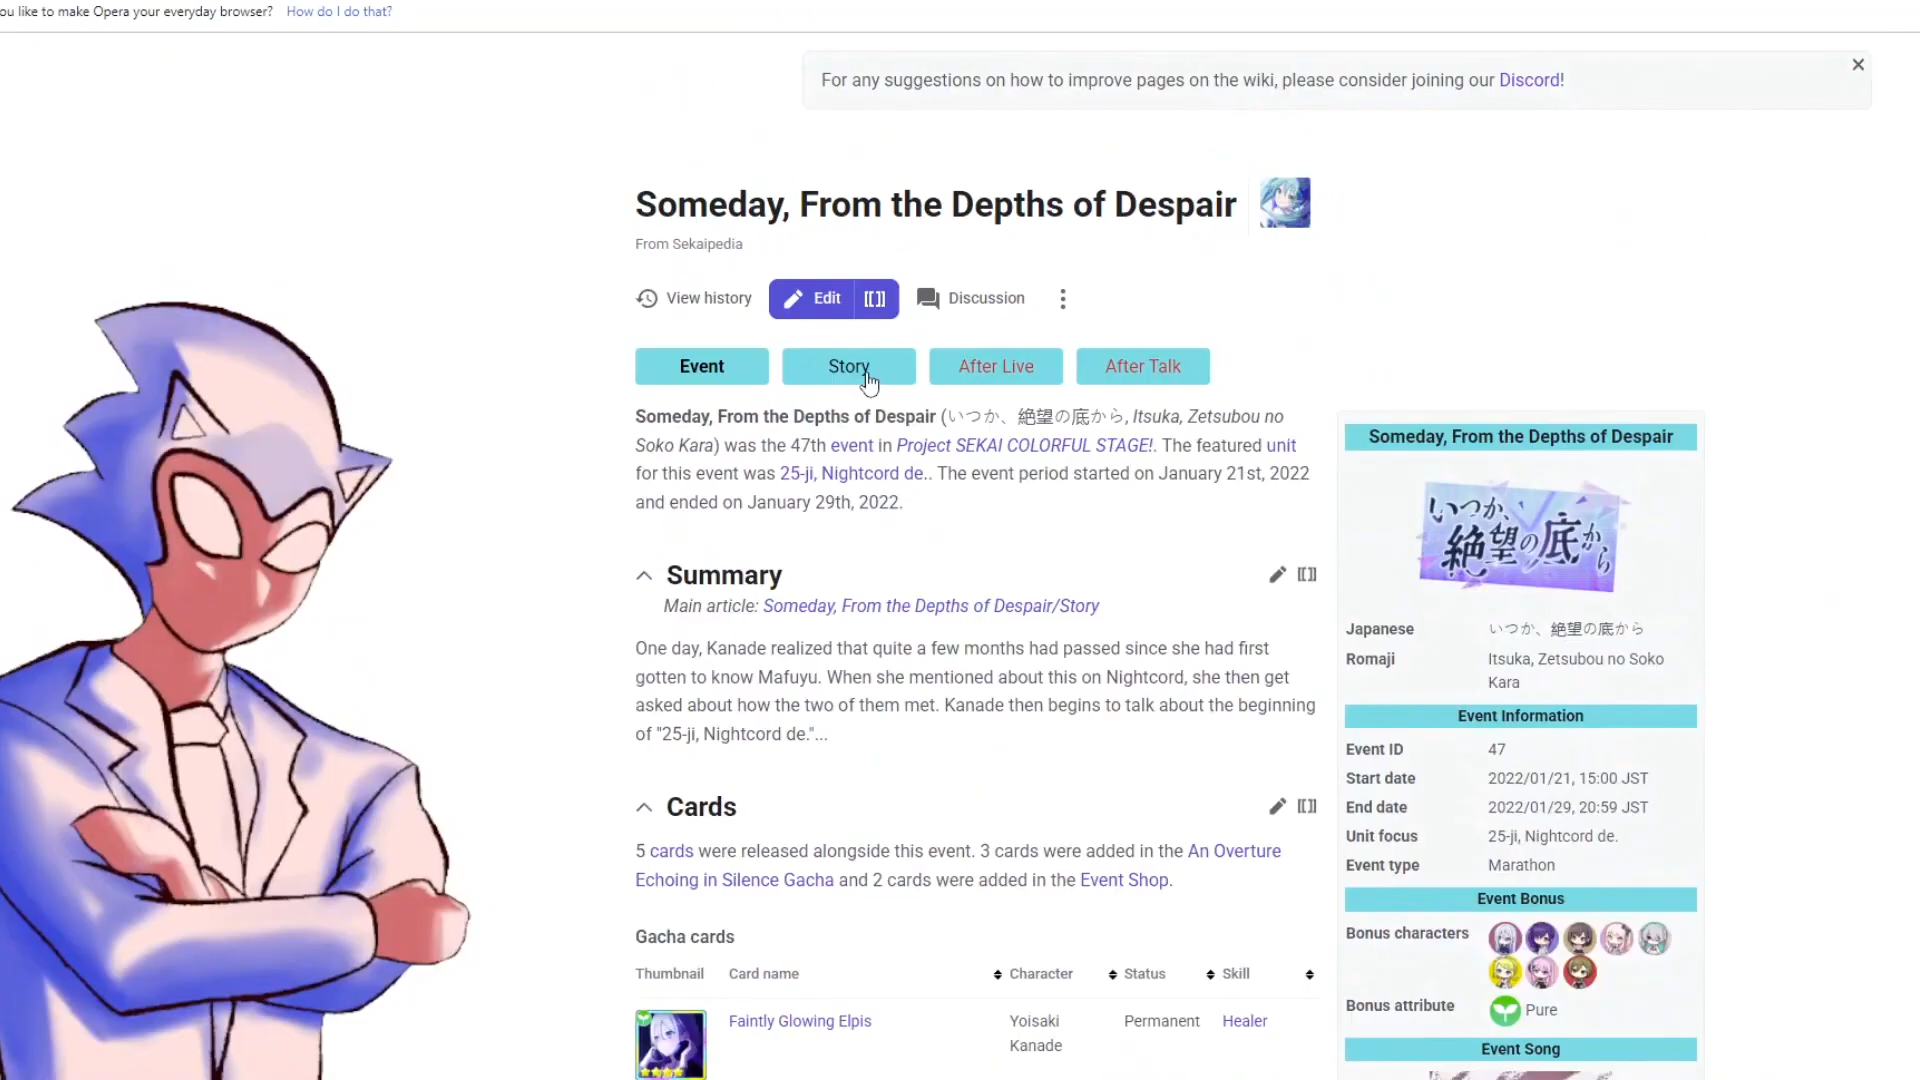 ou like to make Opera your everyday browser? How do I do that?
For any suggestions on how to improve pages on the wiki, please consider joining our Discord!
Someday, From the Depths of Despair
From Sekaipedia
View history Edit [[]] Discussion
Event Story After Live After Talk
Someday, From the Depths of Despair (いつか、絶望の底から, Itsuka, Zetsubou no
Soko Kara) was the 47th event in Project SEKAI COLORFUL STAGE!. The featured unit
for this event was 25-ji, Nightcord de.. The event period started on January 21st, 2022
and ended on January 29th, 2022.
Summary
Main article: Someday, From the Depths of Despair/Story
One day, Kanade realized that quite a few months had passed since she had first
gotten to know Mafuyu. When she mentioned about this on Nightcord, she then get
asked about how the two of them met. Kanade then begins to talk about the beginning
of "25-ji, Nightcord de."...
Cards
5 cards were released alongside this event. 3 cards were added in the An Overture
Echoing in Silence Gacha and 2 cards were added in the Event Shop.
Gacha cards
Thumbnail Card name Character Status Skill
Faintly Glowing Elpis Yoisaki Permanent Healer
Kanade
Someday, From the Depths of Despair
いつか、
絶望の底から
Japanese いつか、絶望の底から
Romaji Itsuka, Zetsubou no Soko
Kara
Event Information
Event ID 47
Start date 2022/01/21, 15:00 JST
End date 2022/01/29, 20:59 JST
Unit focus 25-ji, Nightcord de.
Event type Marathon
Event Bonus
Bonus characters
Bonus attribute Pure
Event Song